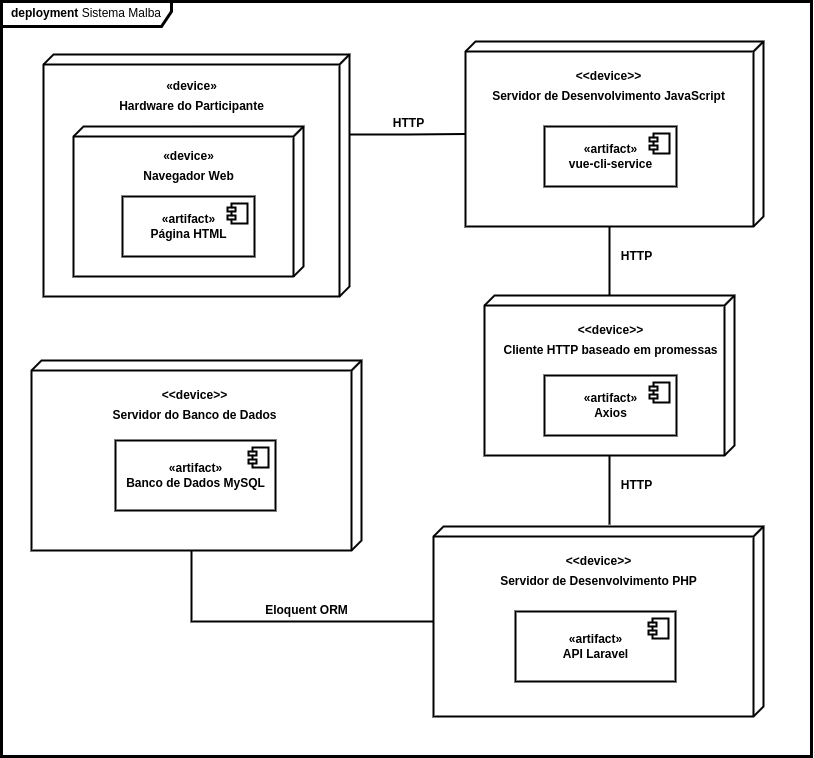 deployment Sistema Malba
«device»
Hardware do Participante
«device»
Navegador Web
«artifact»
Página HTML
HTTP
<<device>>
Servidor de Desenvolvimento JavaScript
«artifact»
vue-cli-service
HTTP
<<device>>
Cliente HTTP baseado em promessas
«artifact»
Axios
HTTP
<<device>>
Servidor do Banco de Dados
«artifact»
Banco de Dados MySQL
Eloquent ORM
<<device>>
Servidor de Desenvolvimento PHP
«artifact»
API Laravel